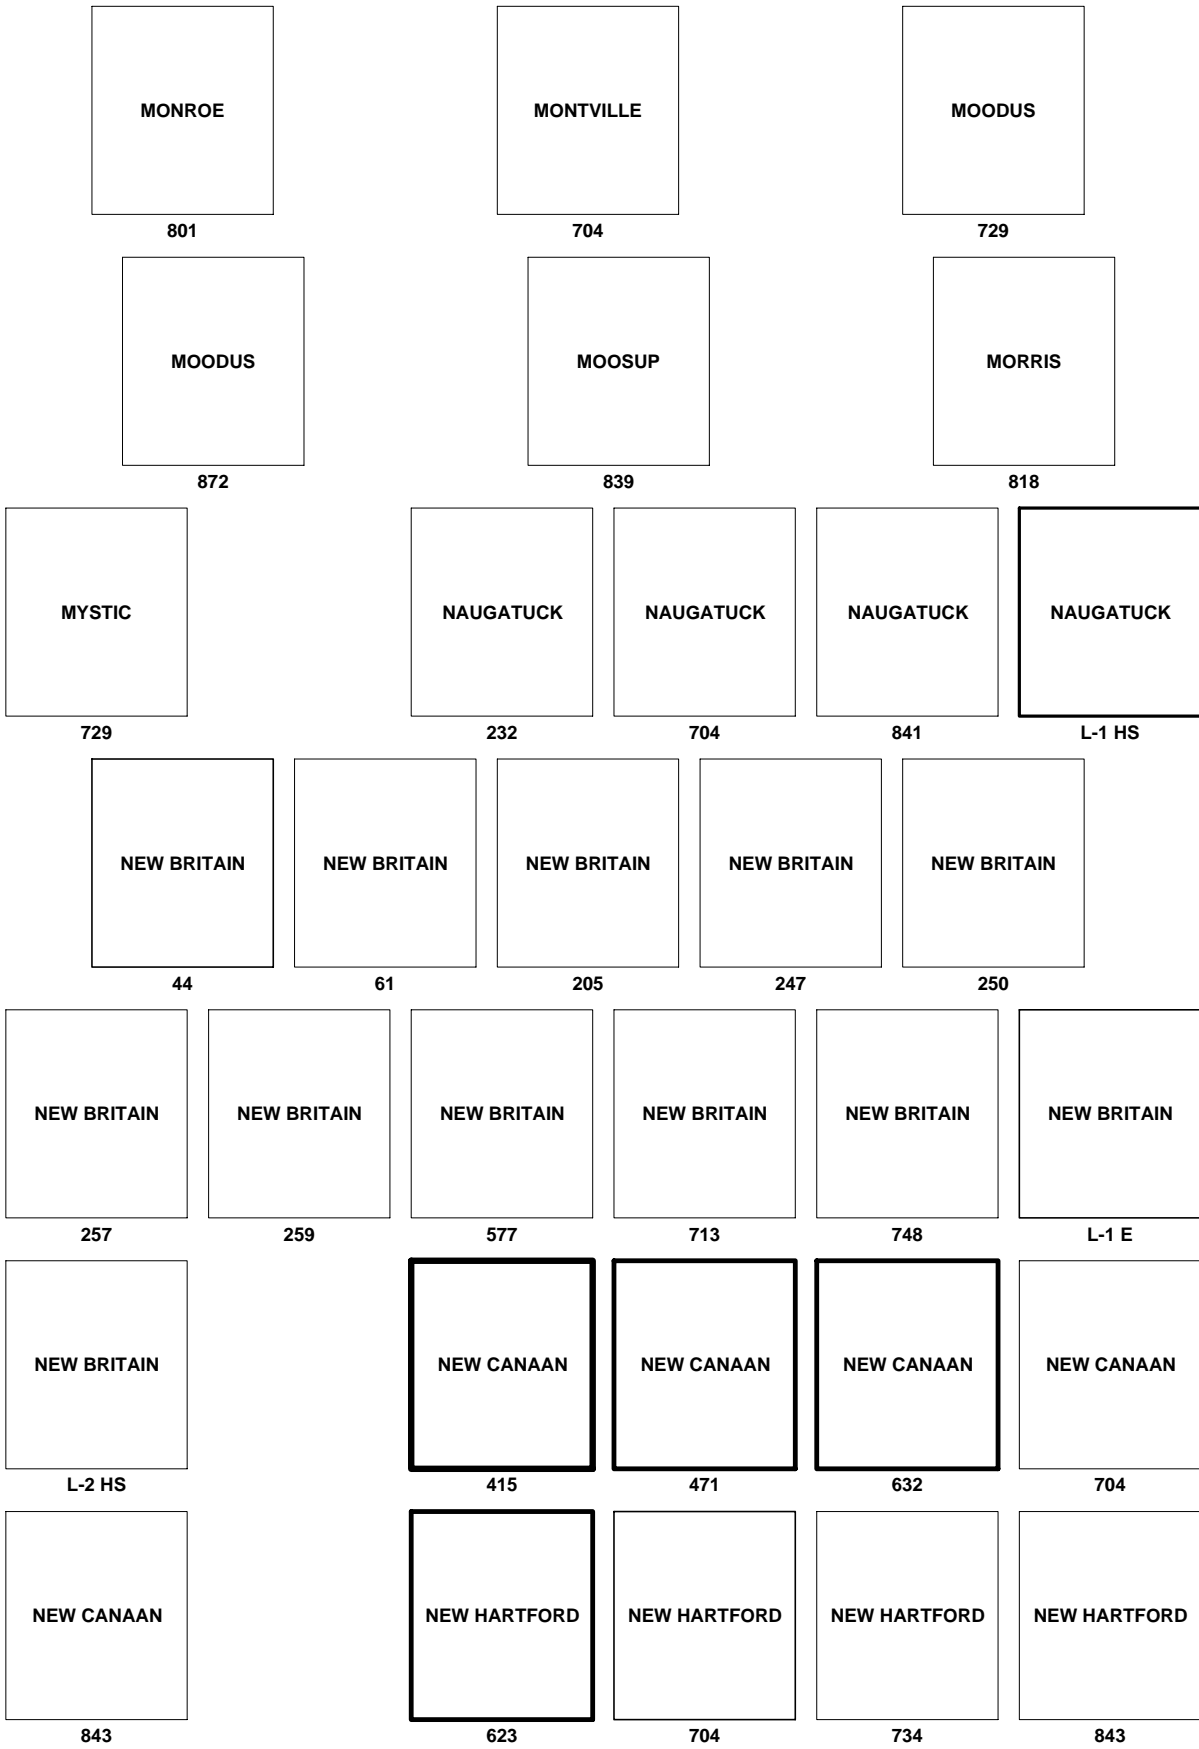 MONROE MONTVILLE MOODUS
801 704 729
MOODUS MOOSUP MORRIS
872 839 818
MYSTIC NAUGATUCK NAUGATUCK NAUGATUCK NAUGATUCK
729 232 704 841 L-1 HS
NEW BRITAIN NEW BRITAIN NEW BRITAIN NEW BRITAIN NEW BRITAIN
44 61 205 247 250
NEW BRITAIN NEW BRITAIN NEW BRITAIN NEW BRITAIN NEW BRITAIN NEW BRITAIN
257 259 577 713 748 L-1 E
NEW BRITAIN NEW CANAAN NEW CANAAN NEW CANAAN NEW CANAAN
L-2 HS 415 471 632 704
NEW CANAAN NEW HARTFORD NEW HARTFORD NEW HARTFORD NEW HARTFORD
843 623 704 734 843